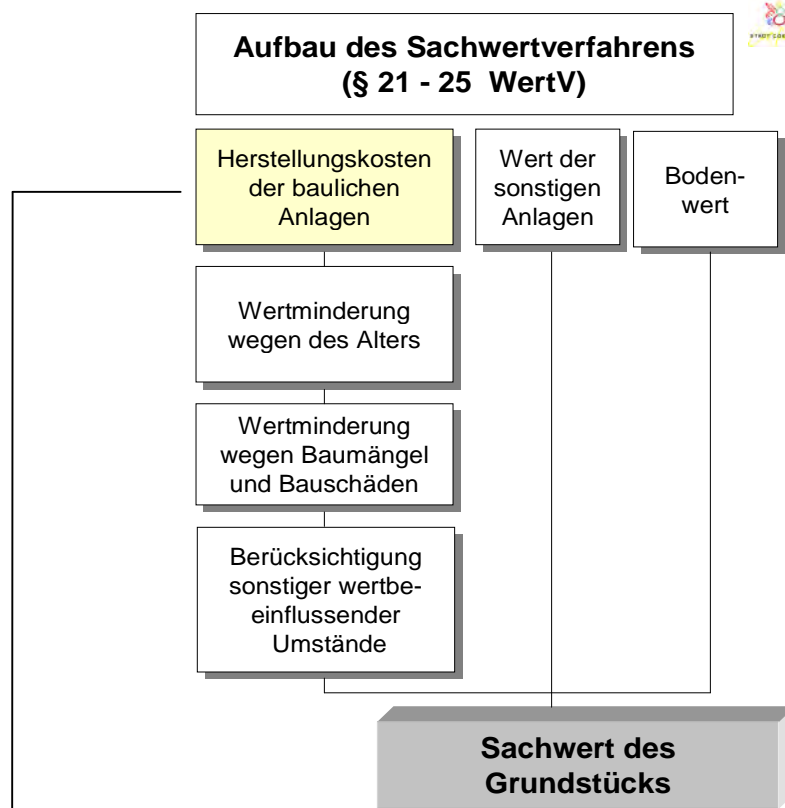 Aufbau des Sachwertverfahrens
(§ 21 - 25 WertV)
Herstellungskosten
der baulichen
Anlagen
Wert der
sonstigen
Anlagen
Boden-
wert
Wertminderung
wegen des Alters
Wertminderung
wegen Baumängel
und Bauschäden
Berücksichtigung
sonstiger wertbe-
einflussender
Umstände
Sachwert des
Grundstücks